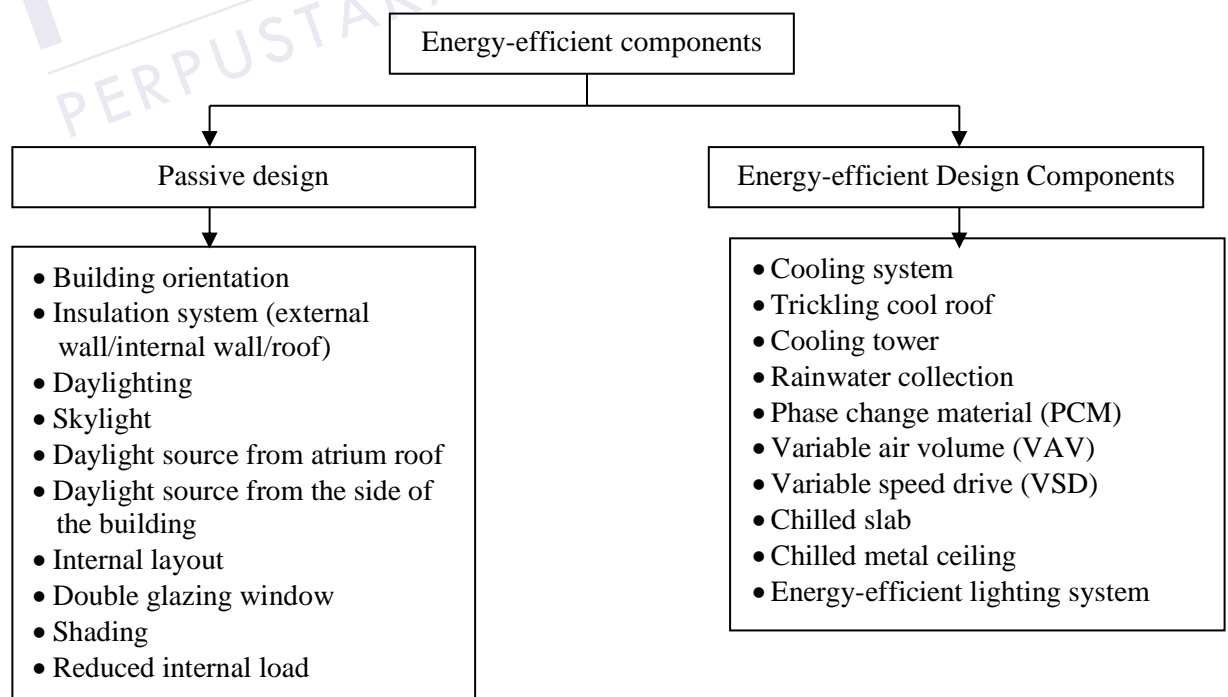 Energy-efficient components
PERPUSTAKA
Passive design
• Building orientation
• Insulation system (external
wall/internal wall/roof)
• Daylighting
• Skylight
• Daylight source from atrium roof
• Daylight source from the side of
the building
• Internal layout
• Double glazing window
• Shading
• Reduced internal load
Energy-efficient Design Components
• Cooling system
• Trickling cool roof
• Cooling tower
• Rainwater collection
• Phase change material (PCM)
• Variable air volume (VAV)
• Variable speed drive (VSD)
• Chilled slab
• Chilled metal ceiling
• Energy-efficient lighting system